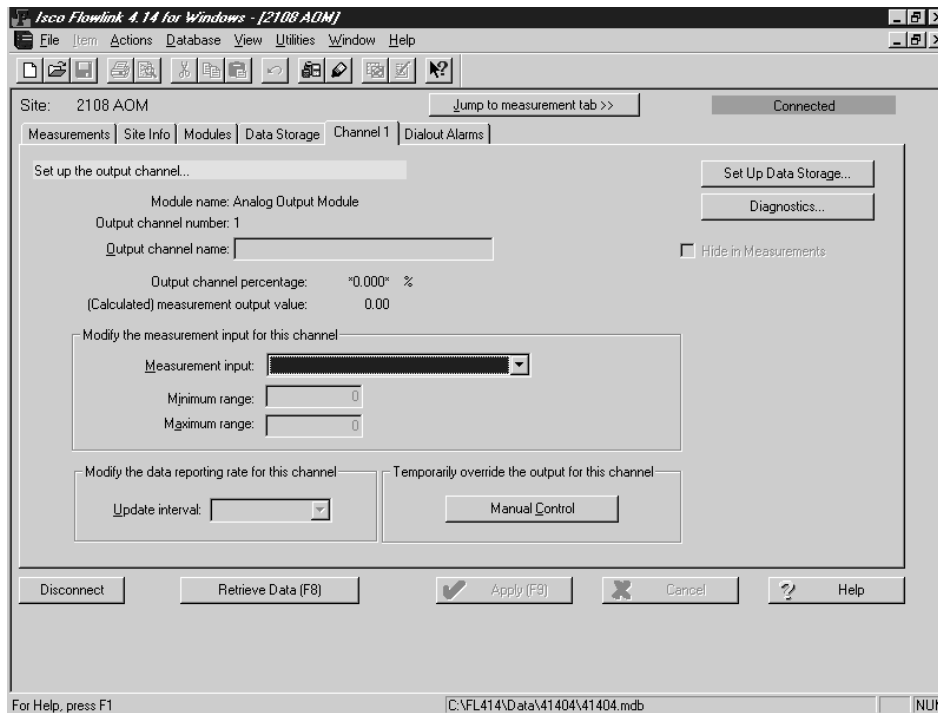 Isco Flowlink 4.14 for Windows - [2108 AOM]
File Item Actions Database View Utilities Window Help
Site: 2108 AOM Jump to measurement tab >> Connected
Measurements Site Info Modules Data Storage Channel 1 Dialout Alarms
Set up the output channel... Set Up Data Storage...
Module name: Analog Output Module Diagnostics...
Output channel number: 1
Output channel name: Hide in Measurements
Output channel percentage: *0.000* %
(Calculated) measurement output value: 0.00
Modify the measurement input for this channel
Measurement input:
Minimum range: 0
Maximum range: 0
Modify the data reporting rate for this channel Temporarily override the output for this channel
Update interval: Manual Control
Disconnect Retrieve Data (F8) Apply (F9) Cancel Help
For Help, press F1 C:\FL414\Data\41404\41404.mdb NU